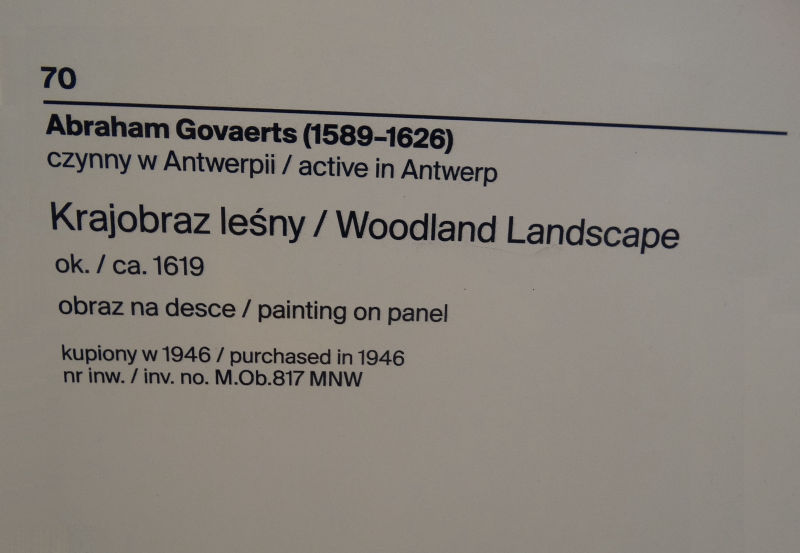 70
Abraham Govaerts (1589–1626)
czynny w Antwerpii / active in Antwerp
Krajobraz leśny / Woodland Landscape
ok. / ca. 1619
obraz na desce / painting on panel
kupiony w 1946 / purchased in 1946
nr inw. / inv. no. M.Ob.817 MNW